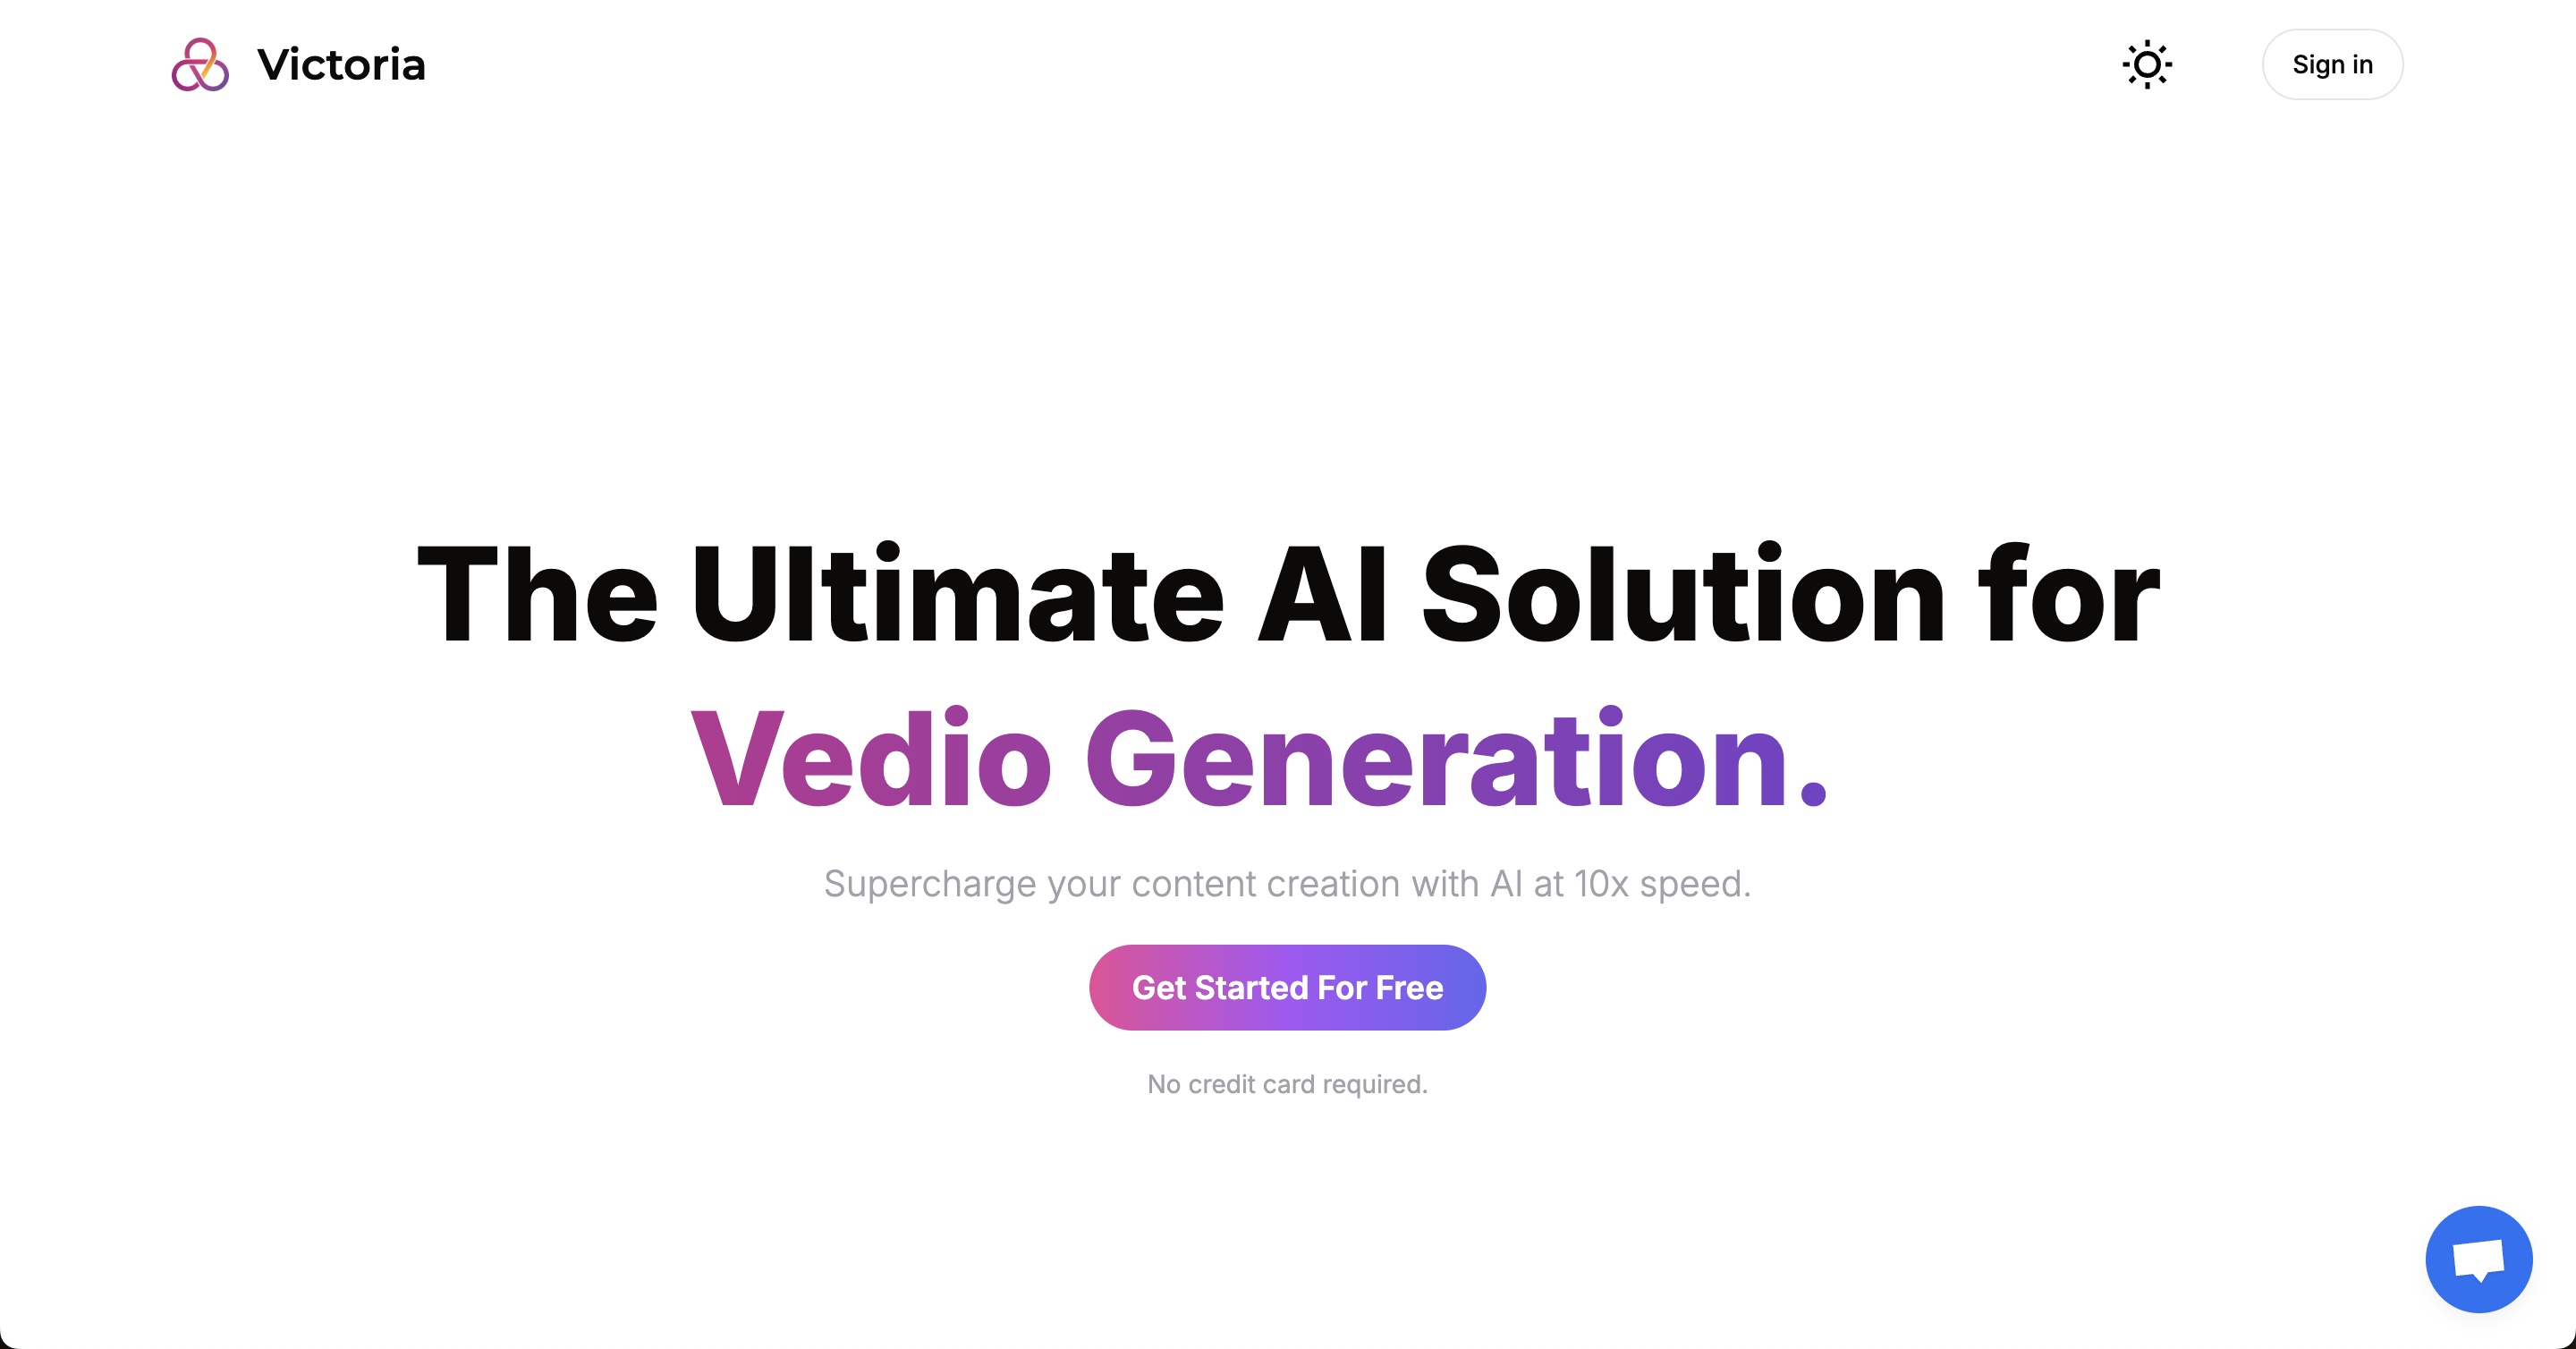 Victoria
Sign in
The Ultimate AI Solution for
Vedio Generation.
Supercharge your content creation with AI at 10x speed.
Get Started For Free
No credit card required.